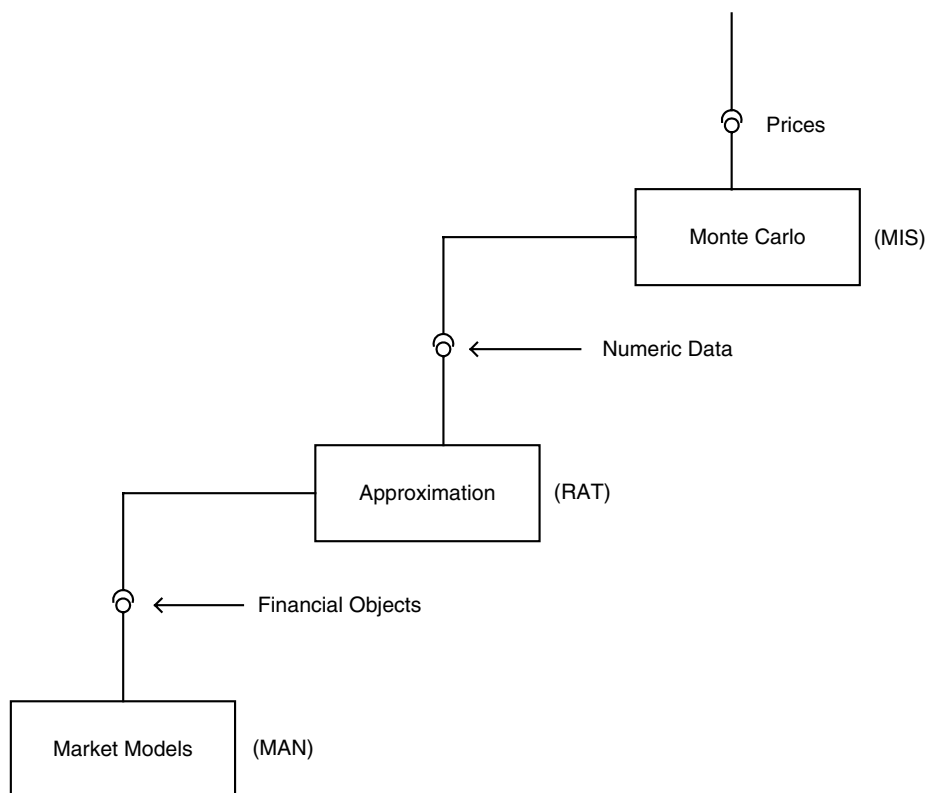 Prices
Monte Carlo
(MIS)
Numeric Data
Approximation
(RAT)
Financial Objects
Market Models
(MAN)